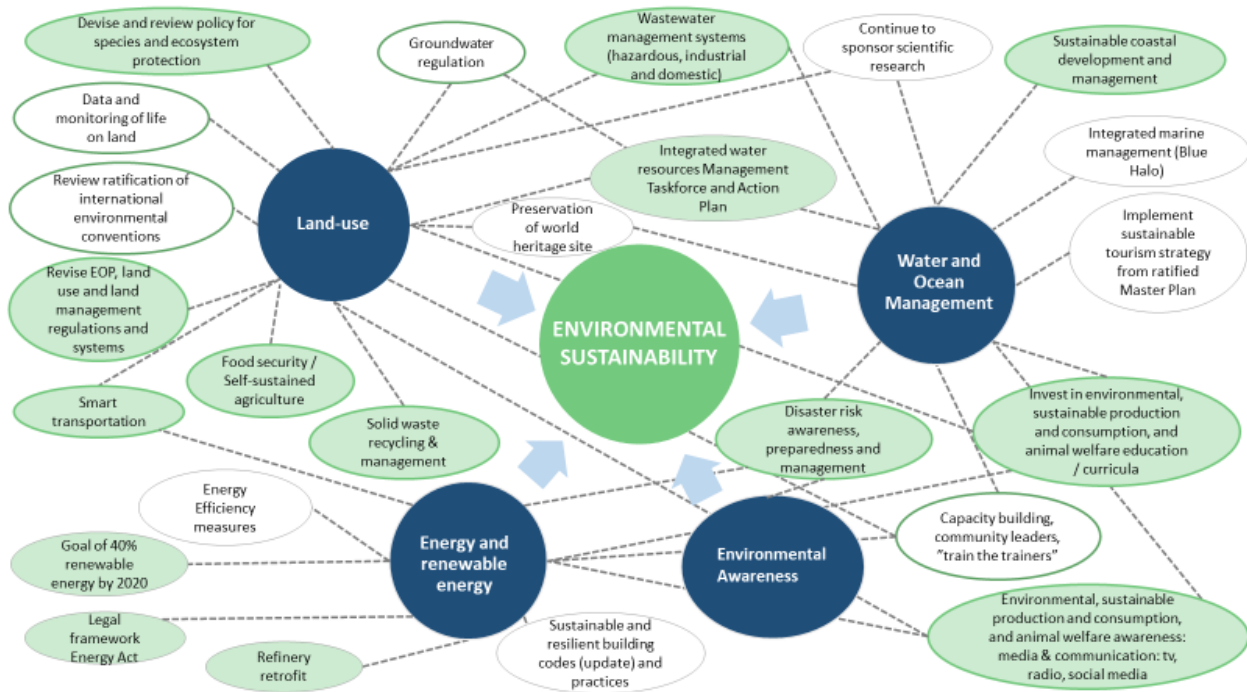 Devise and review policy for
species and ecosystem
protection
Groundwater
regulation
Wastewater
management systems
(hazardous, industrial
and domestic)
Continue to
sponsor scientific
research
Sustainable coastal
development and
management
Data and
monitoring of life
on land
Integrated marine
management (Blue
Halo)
Integrated water
resources Management
Taskforce and Action
Plan
Review ratification of
international
environmental
conventions
Land-use
Preservation
of world
heritage site
Water and
Ocean
Management
Implement
sustainable
tourism strategy
from ratified
Master Plan
Revise EOP, land
use and land
management
regulations and
systems
ENVIRONMENTAL
SUSTAINABILITY
Food security /
Self-sustained
agriculture
Smart
transportation
Solid waste
recycling &
management
Disaster risk
awareness,
preparedness and
management
Invest in environmental,
sustainable production
and consumption, and
animal welfare education
/ curricula
Energy
Efficiency
measures
Goal of 40%
renewable
energy by 2020
Energy and
renewable
energy
Environmental
Awareness
Capacity building,
community leaders,
”train the trainers”
Legal
framework
Energy Act
Refinery
retrofit
Sustainable and
resilient building
codes (update) and
practices
Environmental, sustainable
production and consumption,
and animal welfare awareness:
media & communication: tv,
radio, social media